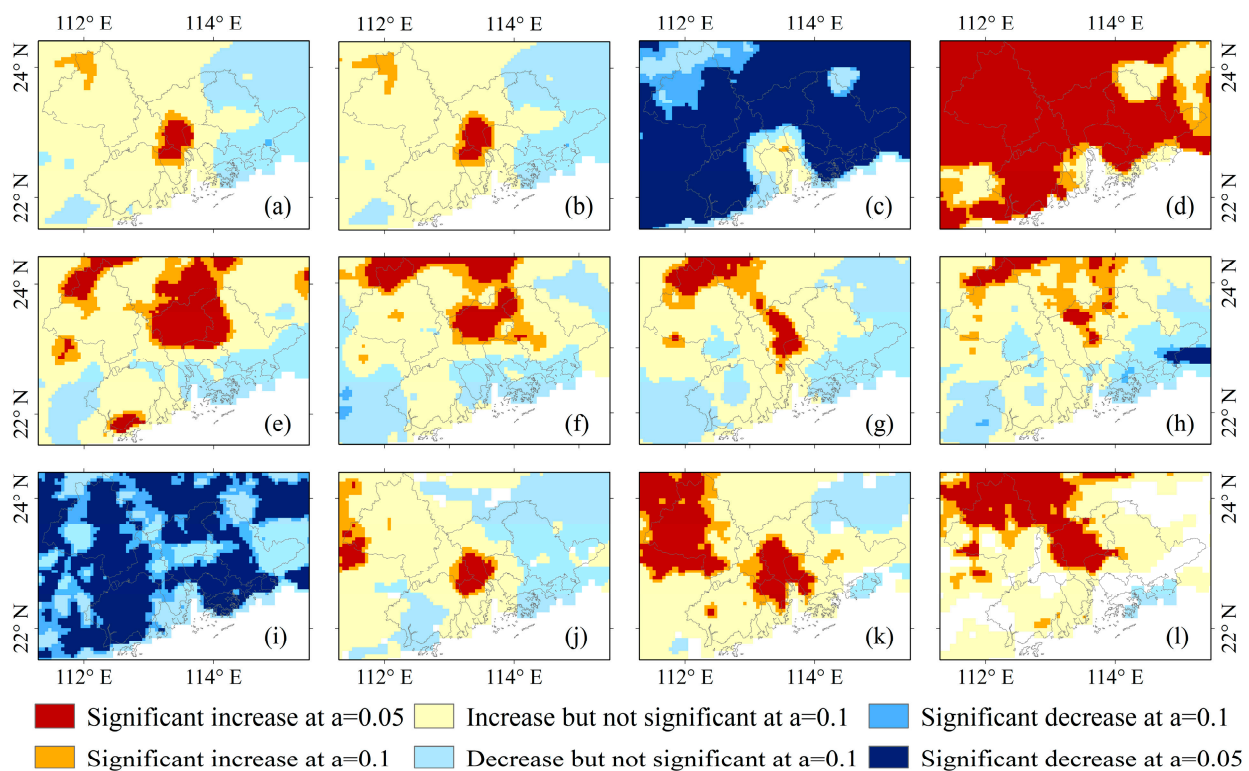 112° E 114° E 112° E 114° E 112° E 114° E 112° E 114° E
24° N 24° N
22° N 22° N
(a) (b) (c) (d)
24° N 24° N
22° N 22° N
(e) (f) (g) (h)
24° N 24° N
22° N 22° N
(i) (j) (k) (l)
112° E 114° E 112° E 114° E 112° E 114° E 112° E 114° E
Significant increase at a=0.05 Increase but not significant at a=0.1 Significant decrease at a=0.1
Significant increase at a=0.1 Decrease but not significant at a=0.1 Significant decrease at a=0.05